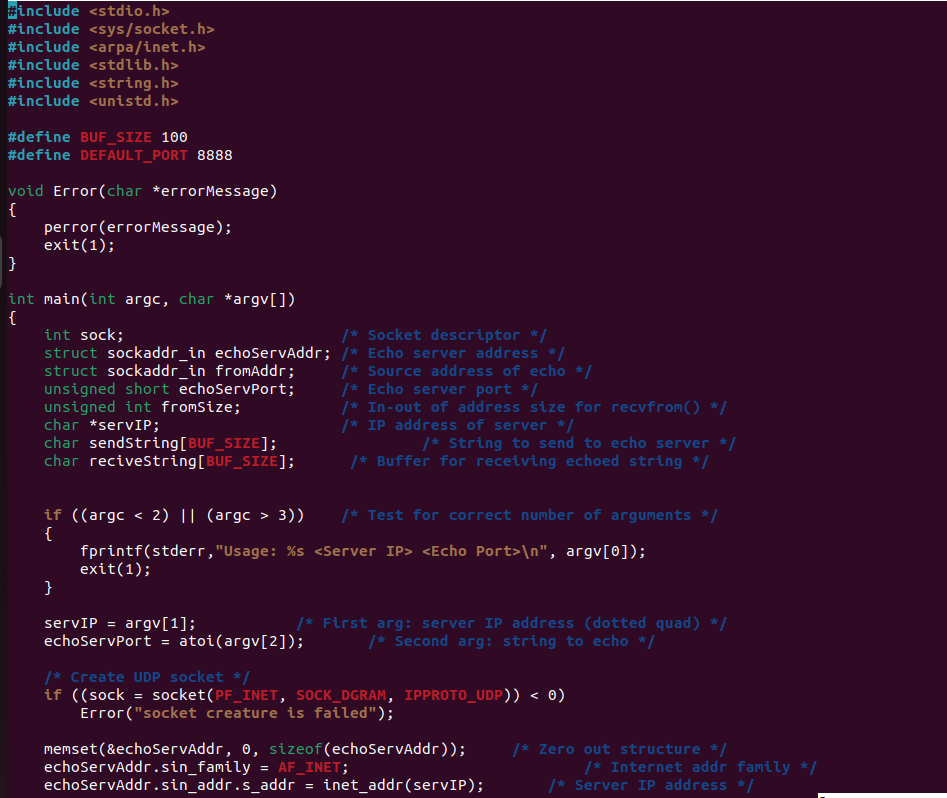 #include <stdio.h>
#include <sys/socket.h>
#include <arpa/inet.h>
#include <stdlib.h>
#include <string.h>
#include <unistd.h>

#define BUF_SIZE 100
#define DEFAULT_PORT 8888

void Error(char *errorMessage)
{
    perror(errorMessage);
    exit(1);
}

int main(int argc, char *argv[])
{
    int sock;                        /* Socket descriptor */
    struct sockaddr_in echoServAddr; /* Echo server address */
    struct sockaddr_in fromAddr;     /* Source address of echo */
    unsigned short echoServPort;     /* Echo server port */
    unsigned int fromSize;           /* In-out of address size for recvfrom() */
    char *servIP;                    /* IP address of server */
    char sendString[BUF_SIZE];                /* String to send to echo server */
    char reciveString[BUF_SIZE];      /* Buffer for receiving echoed string */


    if ((argc < 2) || (argc > 3))    /* Test for correct number of arguments */
    {
        fprintf(stderr,"Usage: %s <Server IP> <Echo Port>\n", argv[0]);
        exit(1);
    }

    servIP = argv[1];           /* First arg: server IP address (dotted quad) */
    echoServPort = atoi(argv[2]);       /* Second arg: string to echo */

    /* Create UDP socket */
    if ((sock = socket(PF_INET, SOCK_DGRAM, IPPROTO_UDP)) < 0)
        Error("socket creature is failed");

    memset(&echoServAddr, 0, sizeof(echoServAddr));     /* Zero out structure */
    echoServAddr.sin_family = AF_INET;                          /* Internet addr family */
    echoServAddr.sin_addr.s_addr = inet_addr(servIP);       /* Server IP address */